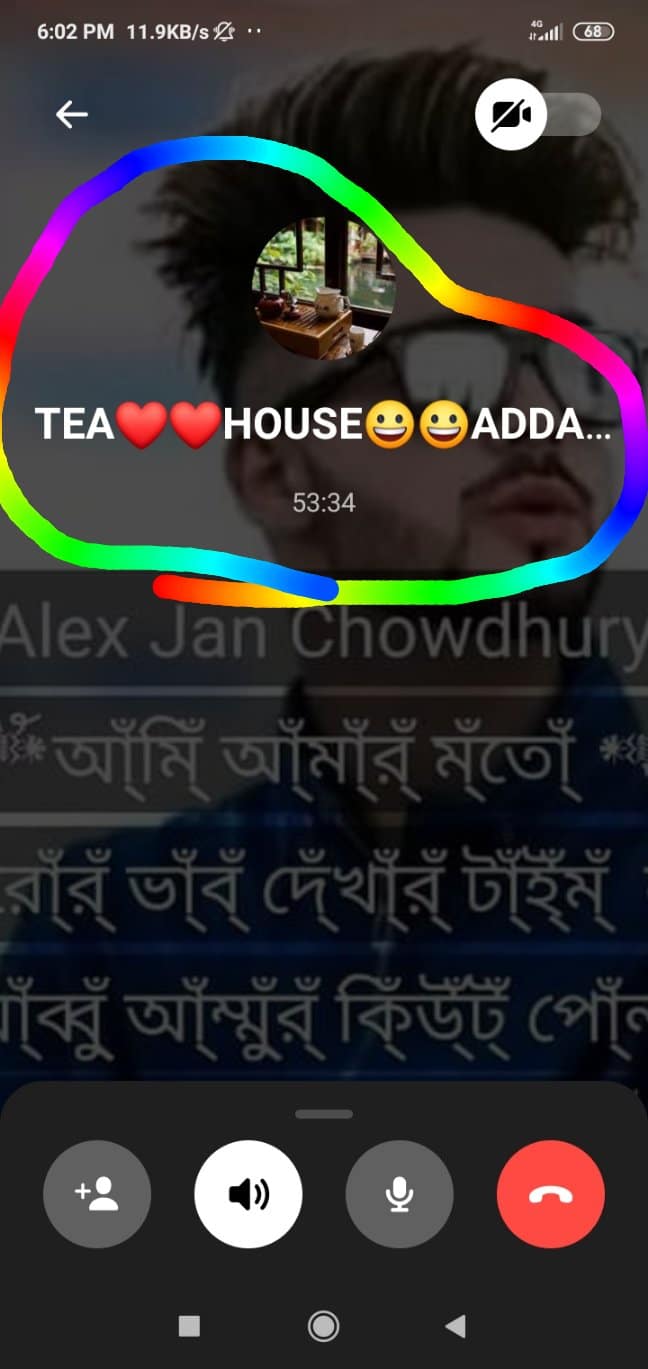 6:02 PM 11.9KB/s
4G
68
TEA❤️❤️HOUSE😀😀ADDA...
53:34
Alex Jan Chowdhury
আ্ঁমি্ঁ আ্ঁমা্ঁর্ঁ ম্ঁতো্ঁ
ভা্ঁব্ঁ দে্ঁখা্ঁর্ঁ টা্ঁই্ঁম্ঁ
আ্ঁম্মু্ঁর্ঁ কি্ঁউ্ঁট্ঁ